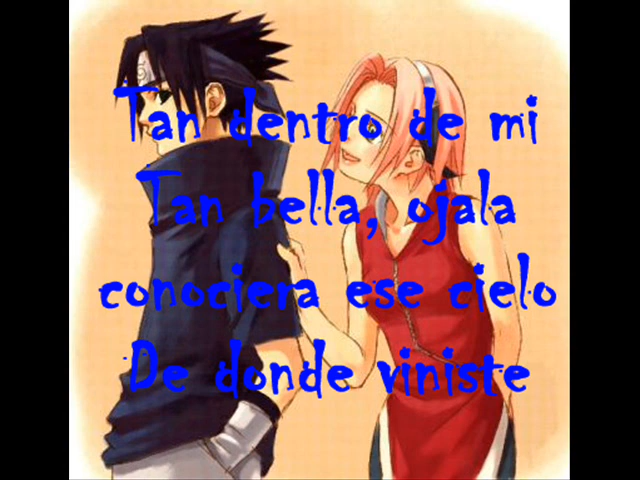 Tan dentro de mi
Tan bella, ojala
conociera ese cielo
De donde viniste